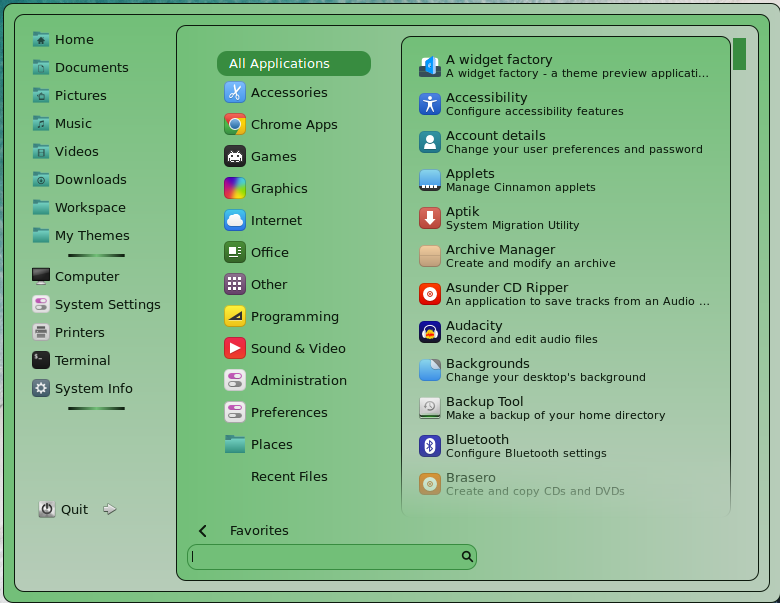 Home
Documents
Pictures
Music
Videos
Downloads
Workspace
My Themes
Computer
System Settings
Printers
Terminal
System Info
Quit
All Applications
Accessories
Chrome Apps
Games
Graphics
Internet
Office
Other
Programming
Sound & Video
Administration
Preferences
Places
Recent Files
Favorites
A widget factory
A widget factory - a theme preview applicati...
Accessibility
Configure accessibility features
Account details
Change your user preferences and password
Applets
Manage Cinnamon applets
Aptik
System Migration Utility
Archive Manager
Create and modify an archive
Asunder CD Ripper
An application to save tracks from an Audio ...
Audacity
Record and edit audio files
Backgrounds
Change your desktop's background
Backup Tool
Make a backup of your home directory
Bluetooth
Configure Bluetooth settings
Brasero
Create and copy CDs and DVDs